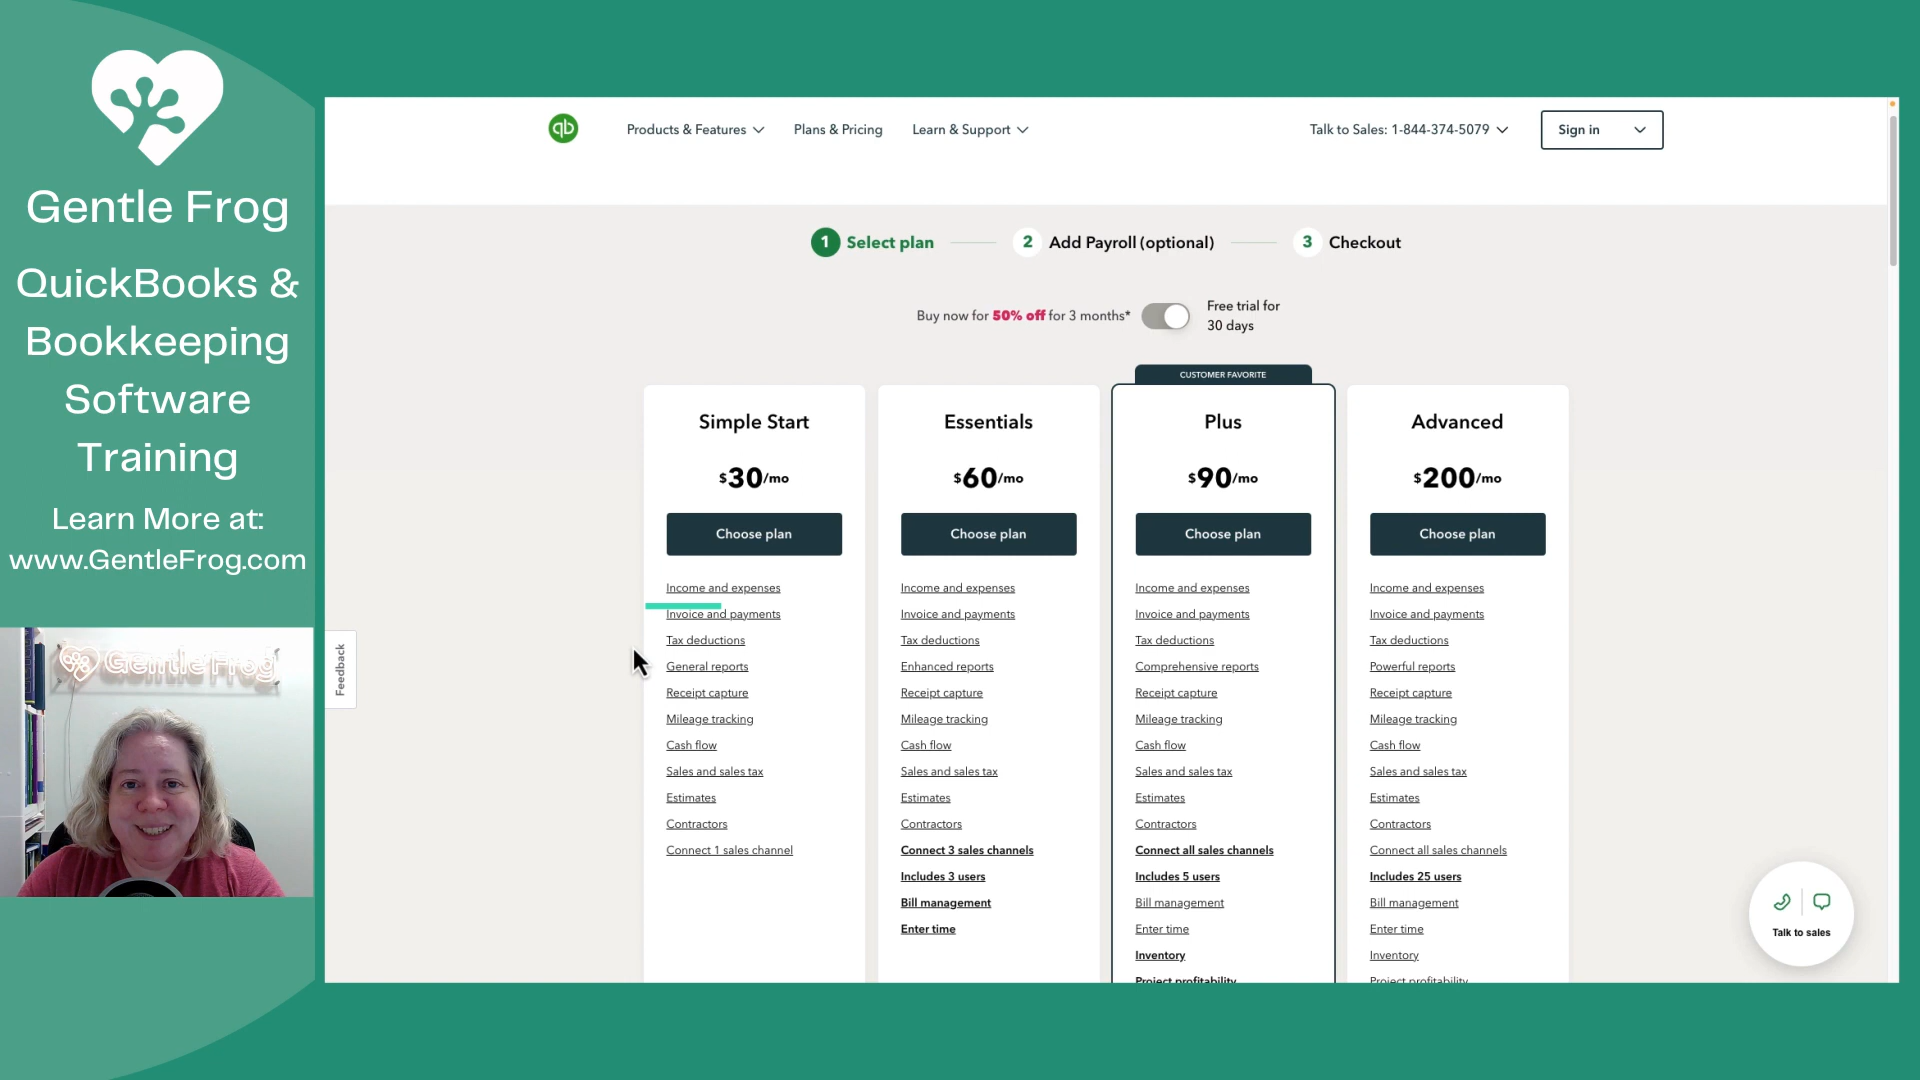 Gentle Frog
QuickBooks &
Bookkeeping
Software
Training
Learn More at:
www.GentleFrog.com
Gentle Frog
qb
Products & Features
Plans & Pricing
Learn & Support
Talk to Sales: 1-844-374-5079
Sign in
1 Select plan
2 Add Payroll (optional)
3 Checkout
Buy now for 50% off for 3 months*
Free trial for
30 days
Feedback
Simple Start
$30/mo
Choose plan
Income and expenses
Invoice and payments
Tax deductions
General reports
Receipt capture
Mileage tracking
Cash flow
Sales and sales tax
Estimates
Contractors
Connect 1 sales channel
Essentials
$60/mo
Choose plan
Income and expenses
Invoice and payments
Tax deductions
Enhanced reports
Receipt capture
Mileage tracking
Cash flow
Sales and sales tax
Estimates
Contractors
Connect 3 sales channels
Includes 3 users
Bill management
Enter time
CUSTOMER FAVORITE
Plus
$90/mo
Choose plan
Income and expenses
Invoice and payments
Tax deductions
Comprehensive reports
Receipt capture
Mileage tracking
Cash flow
Sales and sales tax
Estimates
Contractors
Connect all sales channels
Includes 5 users
Bill management
Enter time
Inventory
Project profitability
Advanced
$200/mo
Choose plan
Income and expenses
Invoice and payments
Tax deductions
Powerful reports
Receipt capture
Mileage tracking
Cash flow
Sales and sales tax
Estimates
Contractors
Connect all sales channels
Includes 25 users
Bill management
Enter time
Inventory
Project profitability
Talk to sales